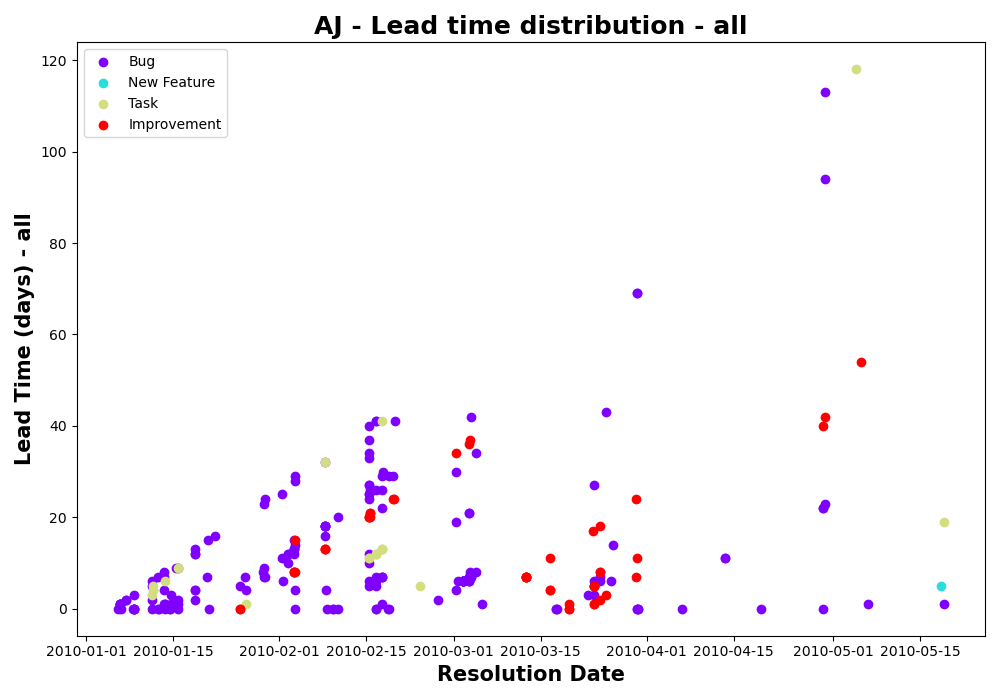 AJ - Lead time distribution - all
Bug
New Feature
Task
Improvement
Lead Time (days) - all
120
100
80
60
40
20
0
2010-01-01 2010-01-15 2010-02-01 2010-02-15 2010-03-01 2010-03-15 2010-04-01 2010-04-15 2010-05-01 2010-05-15
Resolution Date